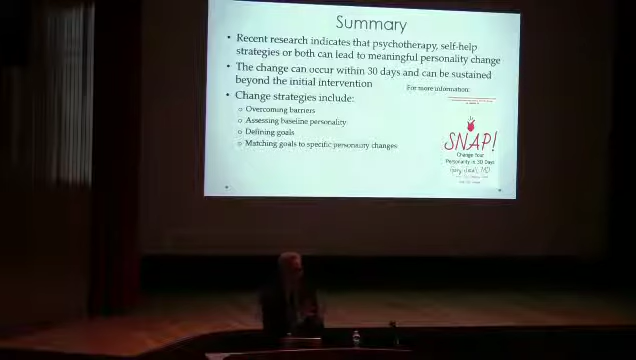 Summary
• Recent research indicates that psychotherapy, self-help
strategies or both can lead to meaningful personality change
• The change can occur within 30 days and can be sustained
beyond the initial intervention
For more information:
• Change strategies include:
○ Overcoming barriers
○ Assessing baseline personality
○ Defining goals
○ Matching goals to specific personality changes
SNAP!
Change Your
Personality in 30 Days
Gary Small, MD